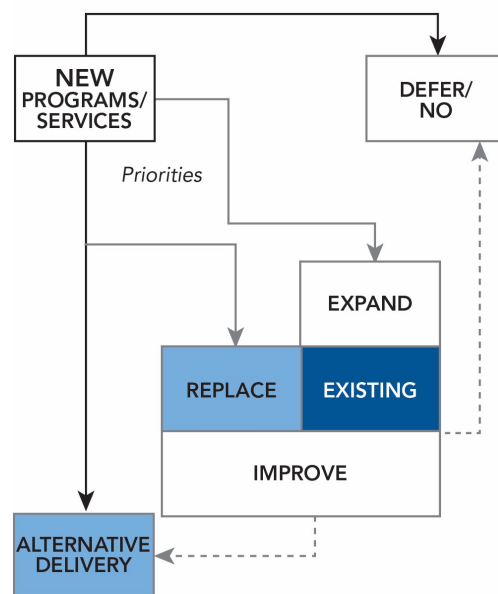 NEW
PROGRAMS/
SERVICES
DEFER/
NO
Priorities
EXPAND
REPLACE
EXISTING
IMPROVE
ALTERNATIVE
DELIVERY